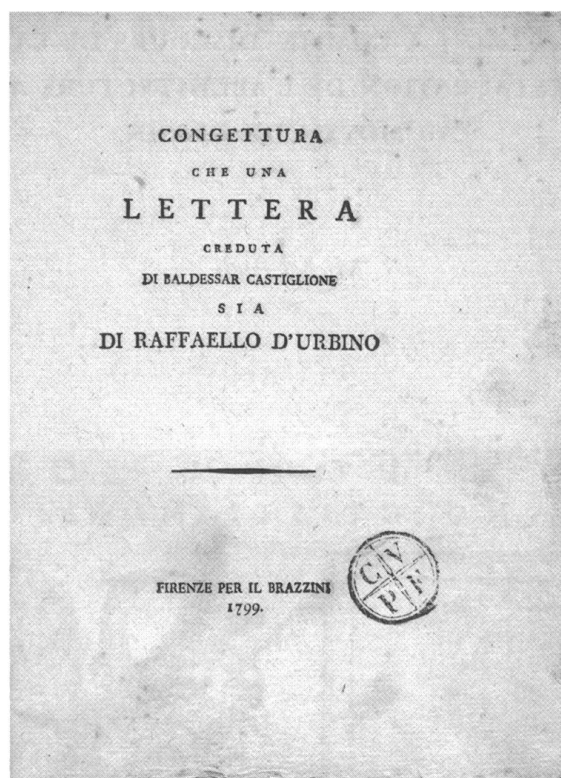 CONGETTURA
CHE UNA
LETTERA
CREDUTA
DI BALDESSAR CASTIGLIONE
SIA
DI RAFFAELLO D'URBINO
FIRENZE PER IL BRAZZINI
1799.
C V
P F